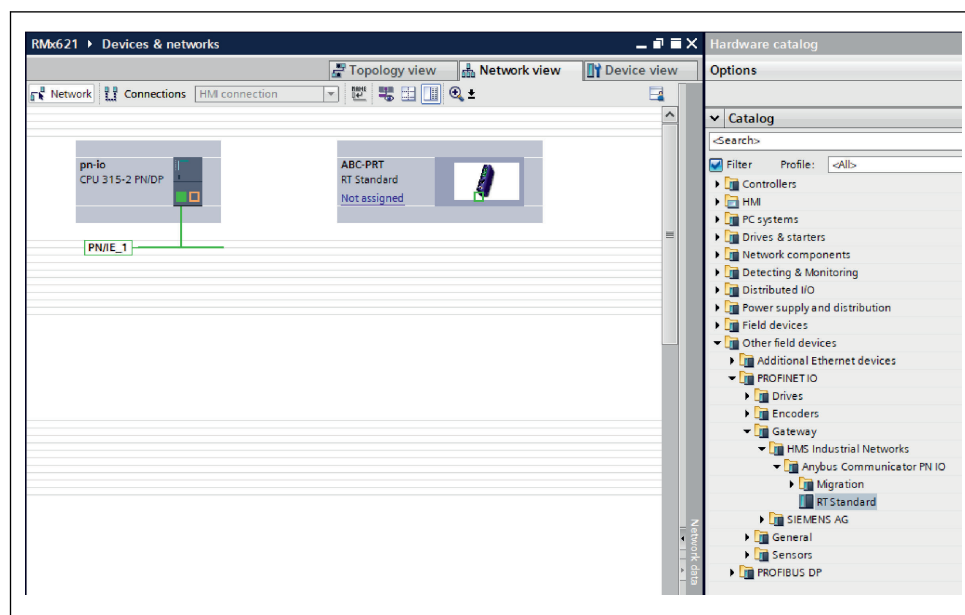 RMx621 ▸ Devices & networks
Topology view
Network view
Device view
Network
Connections
HMI connection
pn-io
CPU 315-2 PN/DP
ABC-PRT
RT Standard
Not assigned
PN/IE_1
Network data
Hardware catalog
Options
Catalog
<Search>
Filter Profile: <All>
Controllers
HMI
PC systems
Drives & starters
Network components
Detecting & Monitoring
Distributed I/O
Power supply and distribution
Field devices
Other field devices
Additional Ethernet devices
PROFINET IO
Drives
Encoders
Gateway
HMS Industrial Networks
Anybus Communicator PN IO
Migration
RT Standard
SIEMENS AG
General
Sensors
PROFIBUS DP